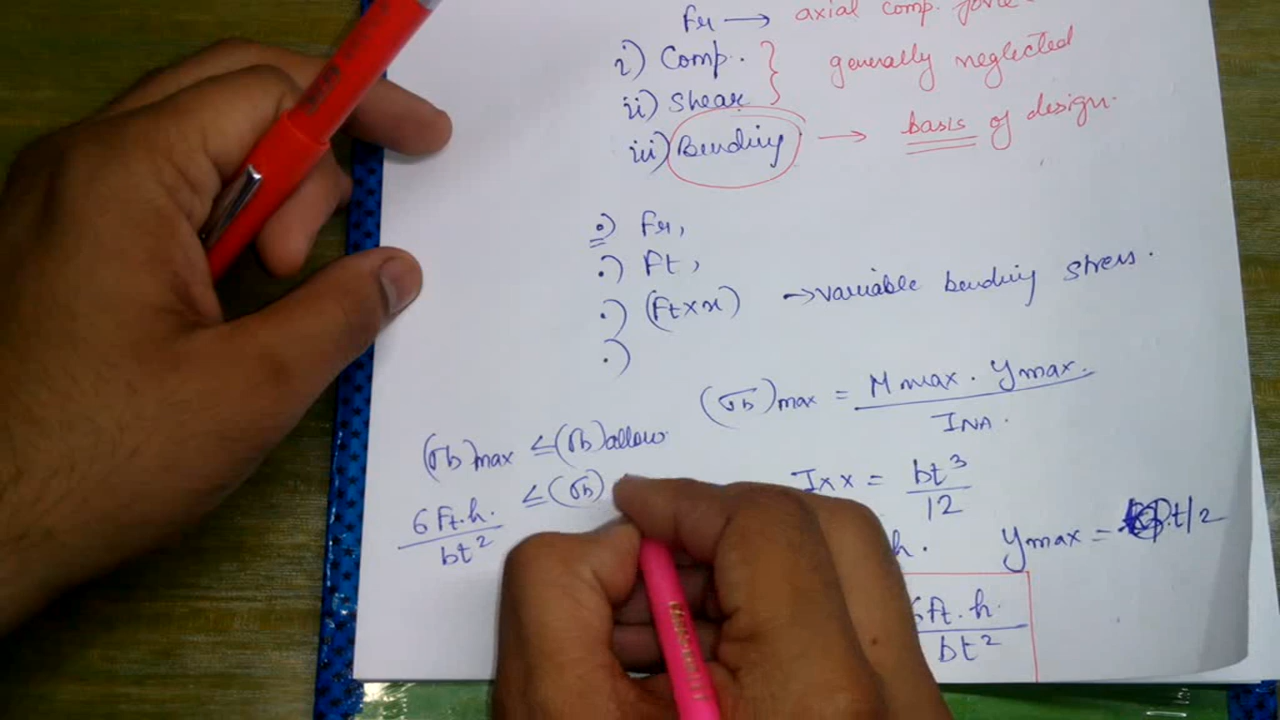 Fr → axial comp. force
i) Comp. } generally neglected
ii) Shear
iii) Bending → basis of design.
•) Fr,
•) Ft,
•) (Ft×x) → variable bending stress.
•)
(σb)max = Mmax. Ymax. / INA.
(σb)max ≤ (σb)allow
6Ft.h. / bt² ≤ (σb)
Ixx = bt³ / 12
h. Ymax = t/2
6Ft.h / bt²